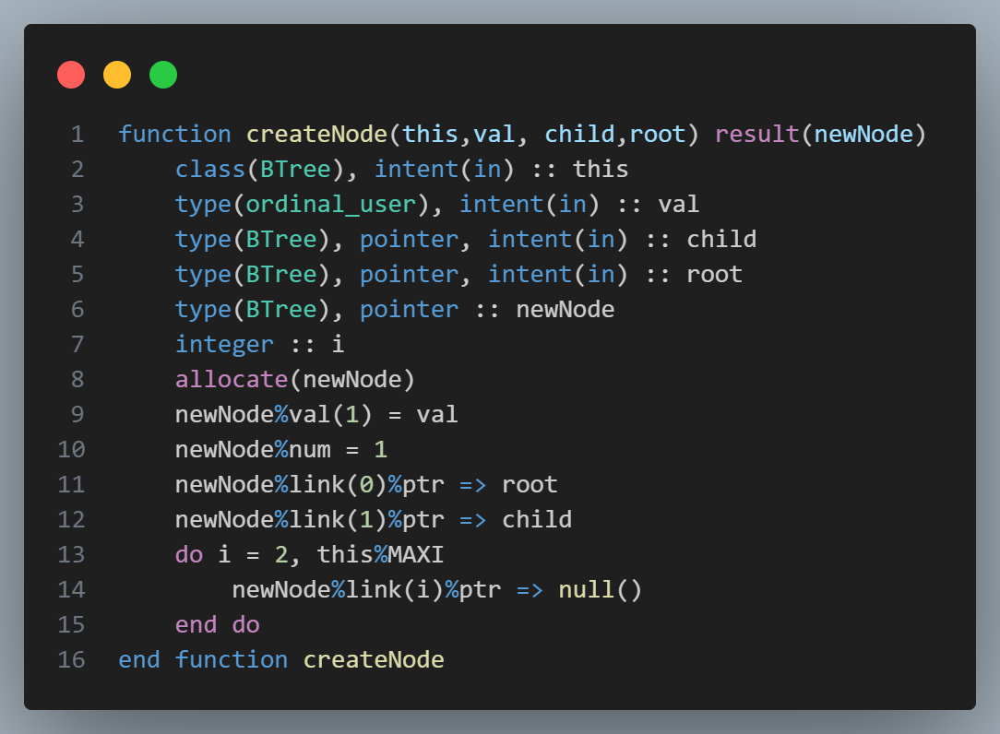 1 function createNode(this,val, child,root) result(newNode)
2     class(BTree), intent(in) :: this
3     type(ordinal_user), intent(in) :: val
4     type(BTree), pointer, intent(in) :: child
5     type(BTree), pointer, intent(in) :: root
6     type(BTree), pointer :: newNode
7     integer :: i
8     allocate(newNode)
9     newNode%val(1) = val
10     newNode%num = 1
11     newNode%link(0)%ptr => root
12     newNode%link(1)%ptr => child
13     do i = 2, this%MAXI
14         newNode%link(i)%ptr => null()
15     end do
16 end function createNode